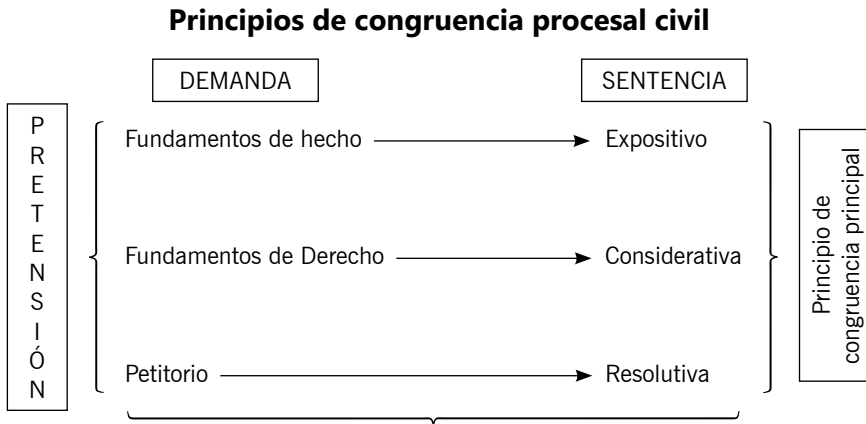 Principios de congruencia procesal civil
DEMANDA
SENTENCIA
PRETENSIÓN
Fundamentos de hecho
Expositivo
Fundamentos de Derecho
Considerativa
Petitorio
Resolutiva
Principio de
congruencia principal